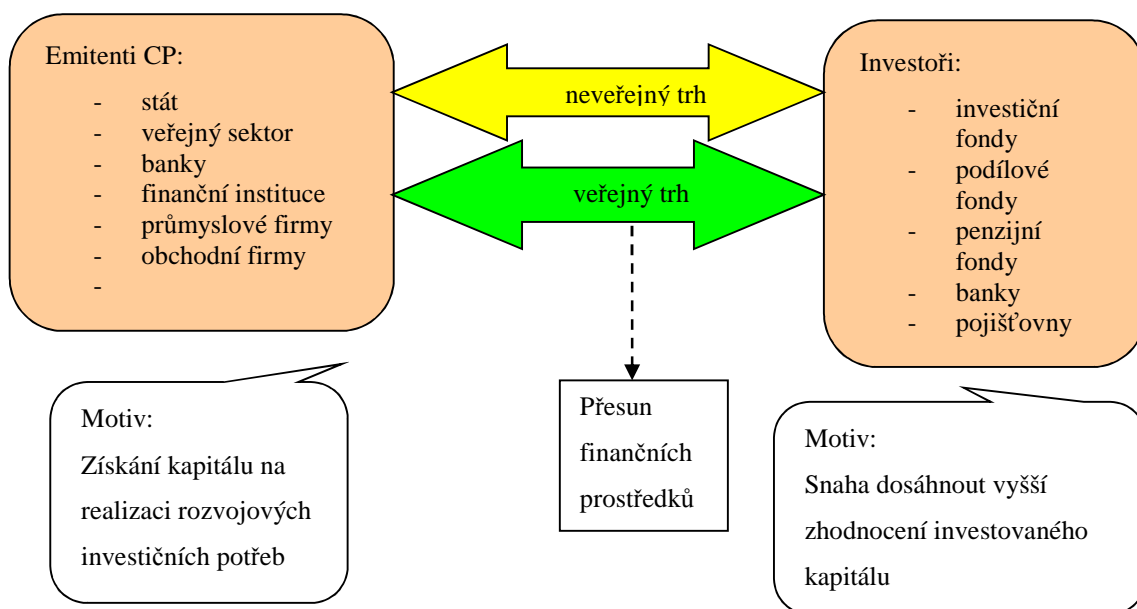 Emitenti CP:
- stát
- veřejný sektor
- banky
- finanční instituce
- průmyslové firmy
- obchodní firmy
-
neveřejný trh
veřejný trh
Investoři:
- investiční
fondy
- podílové
fondy
- penzijní
fondy
- banky
- pojišťovny
Motiv:
Získání kapitálu na
realizaci rozvojových
investičních potřeb
Přesun
finančních
prostředků
Motiv:
Snaha dosáhnout vyšší
zhodnocení investovaného
kapitálu